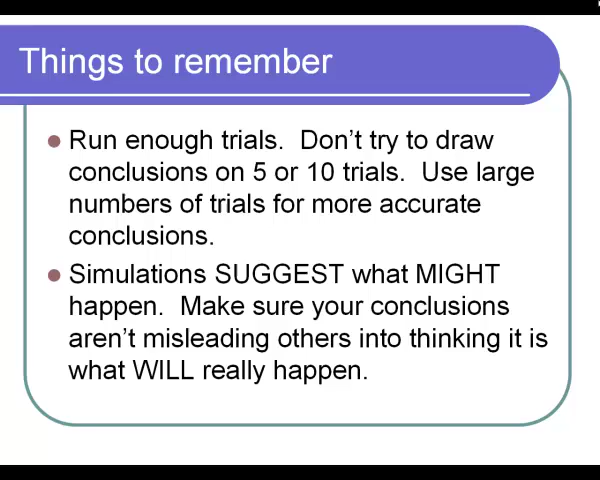 Things to remember
Run enough trials.  Don't try to draw
conclusions on 5 or 10 trials.  Use large
numbers of trials for more accurate
conclusions.
Simulations SUGGEST what MIGHT
happen.  Make sure your conclusions
aren't misleading others into thinking it is
what WILL really happen.